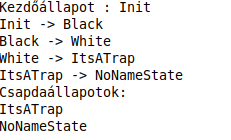 Kezdőállapot : Init
Init -> Black
Black -> White
White -> ItsATrap
ItsATrap -> NoNameState
Csapdaállapotok:
ItsATrap
NoNameState